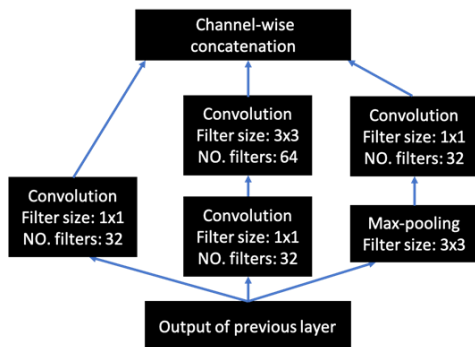 Channel-wise
concatenation
Convolution
Filter size: 3x3
NO. filters: 64
Convolution
Filter size: 1x1
NO. filters: 32
Convolution
Filter size: 1x1
NO. filters: 32
Convolution
Filter size: 1x1
NO. filters: 32
Max-pooling
Filter size: 3x3
Output of previous layer